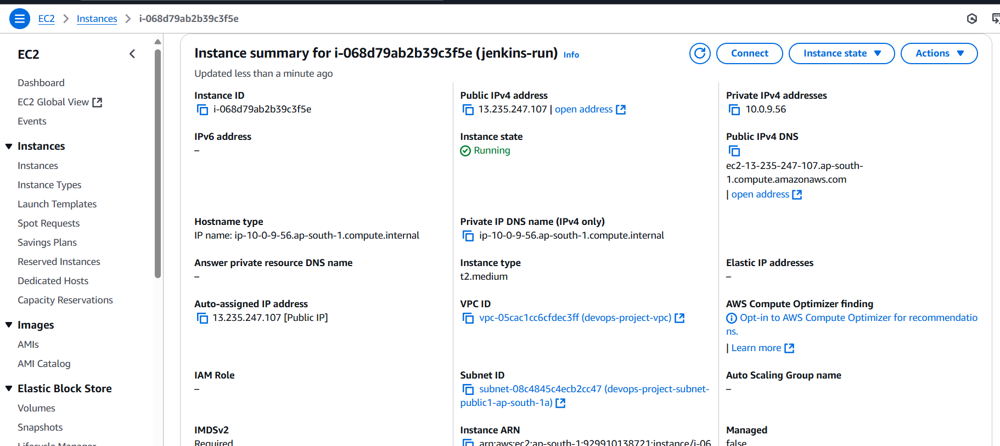 EC2 > Instances > i-068d79ab2b39c3f5e
EC2
Dashboard
EC2 Global View
Events
Instances
Instances
Instance Types
Launch Templates
Spot Requests
Savings Plans
Reserved Instances
Dedicated Hosts
Capacity Reservations
Images
AMIs
AMI Catalog
Elastic Block Store
Volumes
Snapshots
Lifecycle Manager
Instance summary for i-068d79ab2b39c3f5e (jenkins-run) Info
Connect
Instance state
Actions
Updated less than a minute ago
Instance ID
i-068d79ab2b39c3f5e
Public IPv4 address
13.235.247.107 | open address
Private IPv4 addresses
10.0.9.56
IPv6 address
–
Instance state
Running
Public IPv4 DNS
ec2-13-235-247-107.ap-south-
1.compute.amazonaws.com
| open address
Hostname type
IP name: ip-10-0-9-56.ap-south-1.compute.internal
Private IP DNS name (IPv4 only)
ip-10-0-9-56.ap-south-1.compute.internal
Answer private resource DNS name
–
Instance type
t2.medium
Elastic IP addresses
–
Auto-assigned IP address
13.235.247.107 [Public IP]
VPC ID
vpc-05cac1cc6cfdec3ff (devops-project-vpc)
AWS Compute Optimizer finding
Opt-in to AWS Compute Optimizer for recommendatio
ns.
| Learn more
IAM Role
–
Subnet ID
subnet-08c4845c4ecb2cc47 (devops-project-subnet-
public1-ap-south-1a)
Auto Scaling Group name
–
IMDSv2
Required
Instance ARN
arn:aws:ec2:ap-south-1:929910138721:instance/i-06
Managed
false